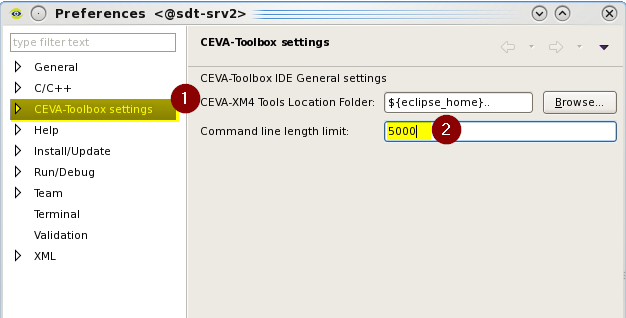 Preferences <@sdt-srv2>
type filter text
General
C/C++
CEVA-Toolbox settings
Help
Install/Update
Run/Debug
Team
Terminal
Validation
XML
CEVA-Toolbox settings
CEVA-Toolbox IDE General settings
1
CEVA-XM4 Tools Location Folder: ${eclipse_home}.. Browse...
Command line length limit: 5000 2